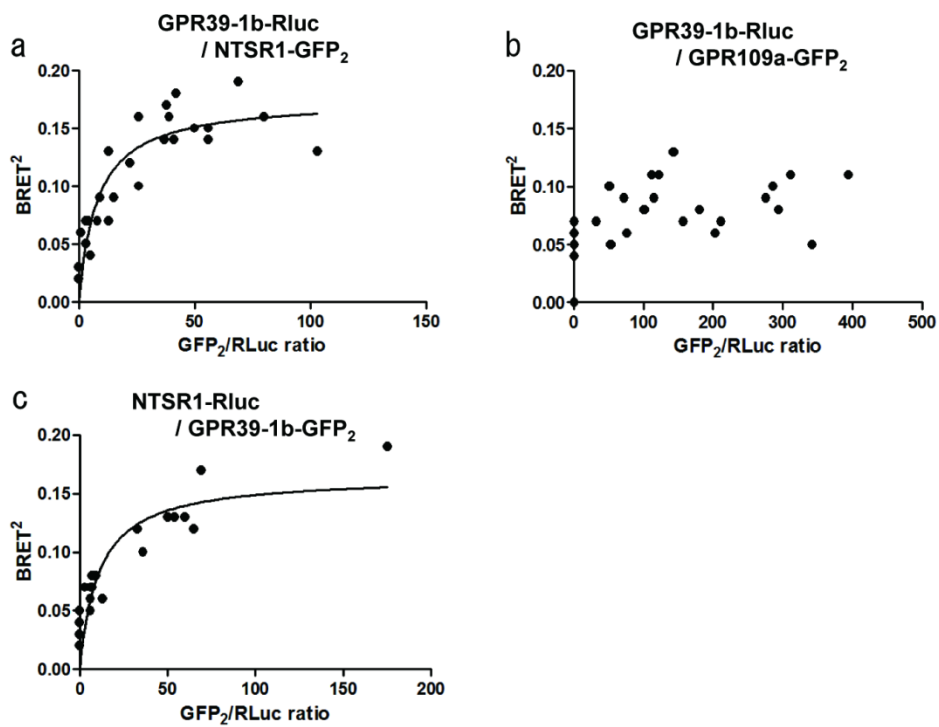 a
GPR39-1b-Rluc
/ NTSR1-GFP₂
BRET²
0.20
0.15
0.10
0.05
0.00
0
50
100
150
GFP₂/RLuc ratio
b
GPR39-1b-Rluc
/ GPR109a-GFP₂
BRET²
0.20
0.15
0.10
0.05
0.00
0
100
200
300
400
500
GFP₂/RLuc ratio
c
NTSR1-Rluc
/ GPR39-1b-GFP₂
BRET²
0.20
0.15
0.10
0.05
0.00
0
50
100
150
200
GFP₂/RLuc ratio